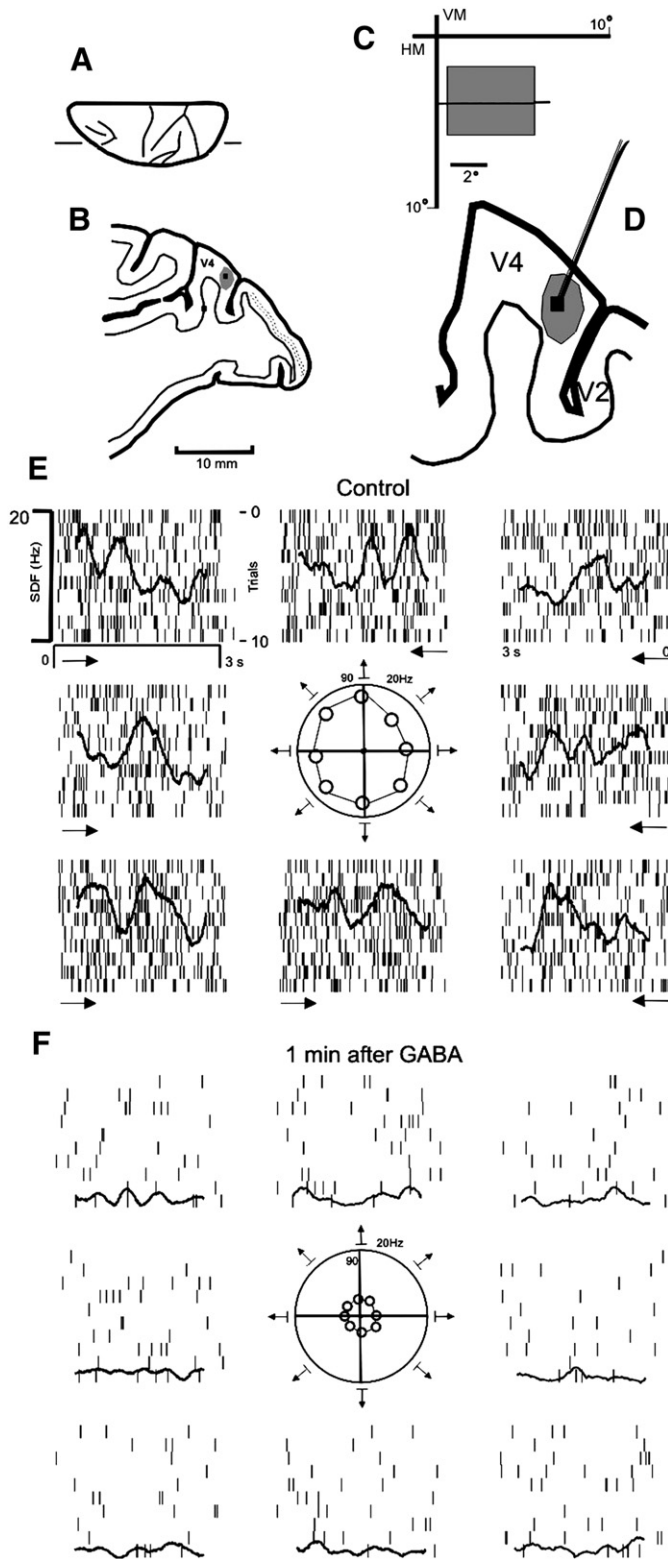 A
C
VM
HM
10°
2°
10°
B
V4
10 mm
D
V4
V2
E
Control
20
SDF (Hz)
0
Trials
10
0
3 s
3 s
0
90
20Hz
F
1 min after GABA
20Hz
90